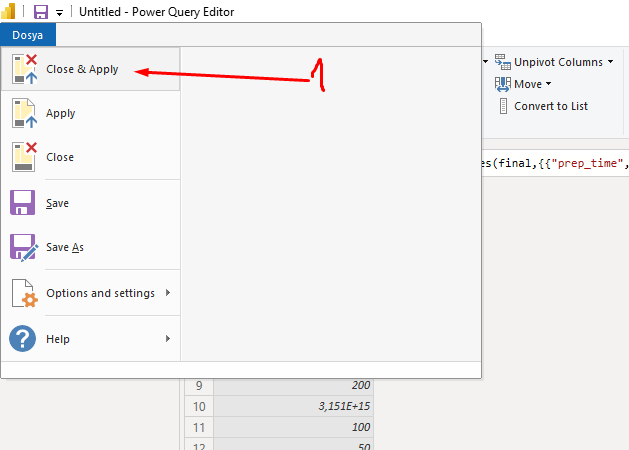 Untitled - Power Query Editor
Dosya
Close & Apply
1
Apply
Close
Save
Save As
Options and settings
Help
Unpivot Columns
Move
Convert to List
es(final,{{"prep_time",
9 200
10 3,151E+15
11 100
12 50